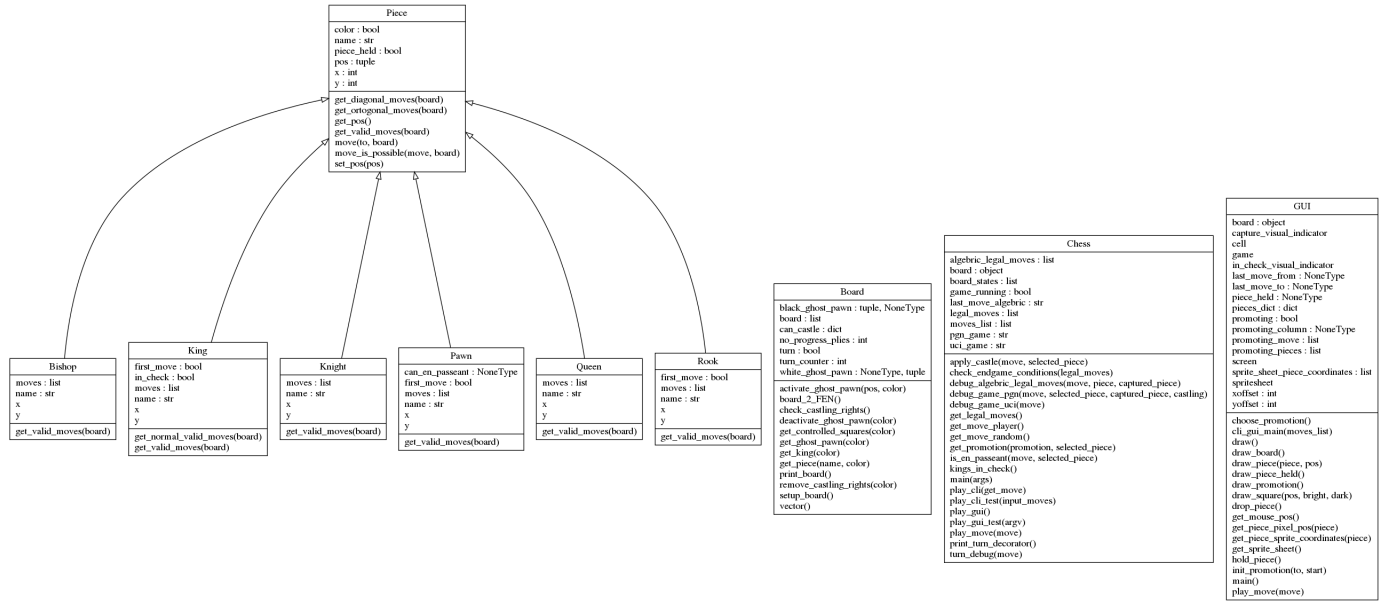 Piece
color : bool
name : str
piece_held : bool
pos : tuple
x : int
y : int
get_diagonal_moves(board)
get_ortogonal_moves(board)
get_pos()
get_valid_moves(board)
move(to, board)
move_is_possible(move, board)
set_pos(pos)
Bishop
moves : list
name : str
x
y
get_valid_moves(board)
King
first_move : bool
in_check : bool
moves : list
name : str
x
y
get_normal_valid_moves(board)
get_valid_moves(board)
Knight
moves : list
name : str
x
y
get_valid_moves(board)
Pawn
can_en_passeant : NoneType
first_move : bool
moves : list
name : str
x
y
get_valid_moves(board)
Queen
moves : list
name : str
x
y
get_valid_moves(board)
Rook
first_move : bool
moves : list
name : str
x
y
get_valid_moves(board)
Board
black_ghost_pawn : tuple, NoneType
board : list
can_castle : dict
no_progress_plies : int
turn : bool
turn_counter : int
white_ghost_pawn : NoneType, tuple
activate_ghost_pawn(pos, color)
board_2_FEN()
check_castling_rights()
deactivate_ghost_pawn(color)
get_controlled_squares(color)
get_ghost_pawn(color)
get_king(color)
get_piece(name, color)
print_board()
remove_castling_rights(color)
setup_board()
vector()
Chess
algebric_legal_moves : list
board : object
board_states : list
game_running : bool
last_move_algebric : str
legal_moves : list
moves_list : list
pgn_game : str
uci_game : str
apply_castle(move, selected_piece)
check_endgame_conditions(legal_moves)
debug_algebric_legal_moves(move, piece, captured_piece)
debug_game_pgn(move, selected_piece, captured_piece, castling)
debug_game_uci(move)
get_legal_moves()
get_move_player()
get_move_random()
get_promotion(promotion, selected_piece)
is_en_passeant(move, selected_piece)
kings_in_check()
main(args)
play_cli(get_move)
play_cli_test(input_moves)
play_gui()
play_gui_test(argv)
play_move(move)
print_turn_decorator()
turn_debug(move)
GUI
board : object
capture_visual_indicator
cell
game
in_check_visual_indicator
last_move_from : NoneType
last_move_to : NoneType
piece_held : NoneType
pieces_dict : dict
promoting : bool
promoting_column : NoneType
promoting_move : list
promoting_pieces : list
screen
sprite_sheet_piece_coordinates : list
spritesheet
xoffset : int
yoffset : int
choose_promotion()
cli_gui_main(moves_list)
draw()
draw_board()
draw_piece(piece, pos)
draw_piece_held()
draw_promotion()
draw_square(pos, bright, dark)
drop_piece()
get_mouse_pos()
get_piece_pixel_pos(piece)
get_piece_sprite_coordinates(piece)
get_sprite_sheet()
hold_piece()
init_promotion(to, start)
main()
play_move(move)